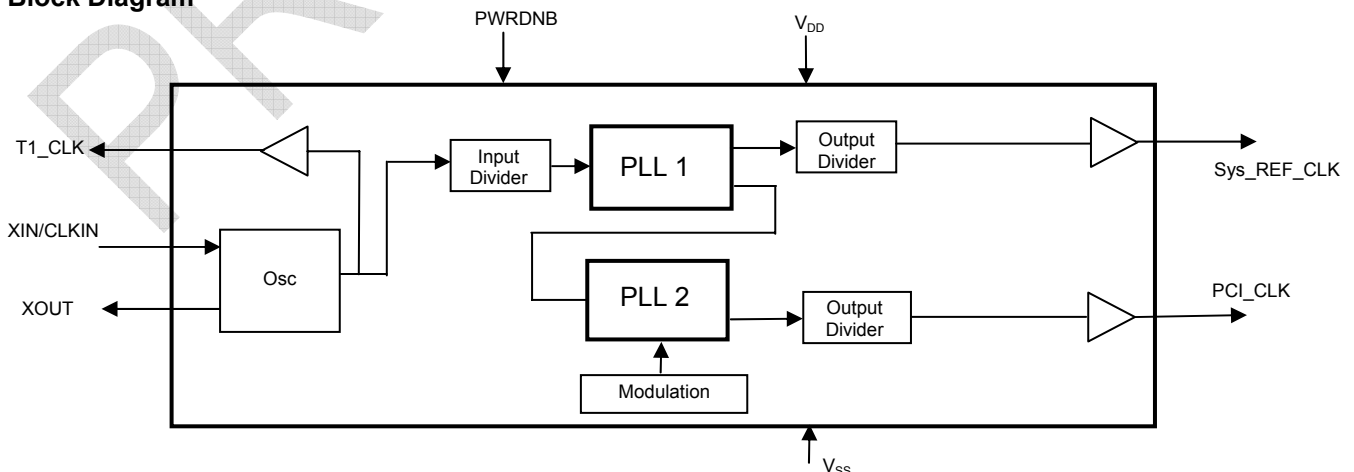 Block Diagram
PWRDNB
VDD
T1_CLK
Input
Divider
PLL 1
Output
Divider
Sys_REF_CLK
XIN/CLKIN
Osc
XOUT
PLL 2
Output
Divider
PCI_CLK
Modulation
VSS